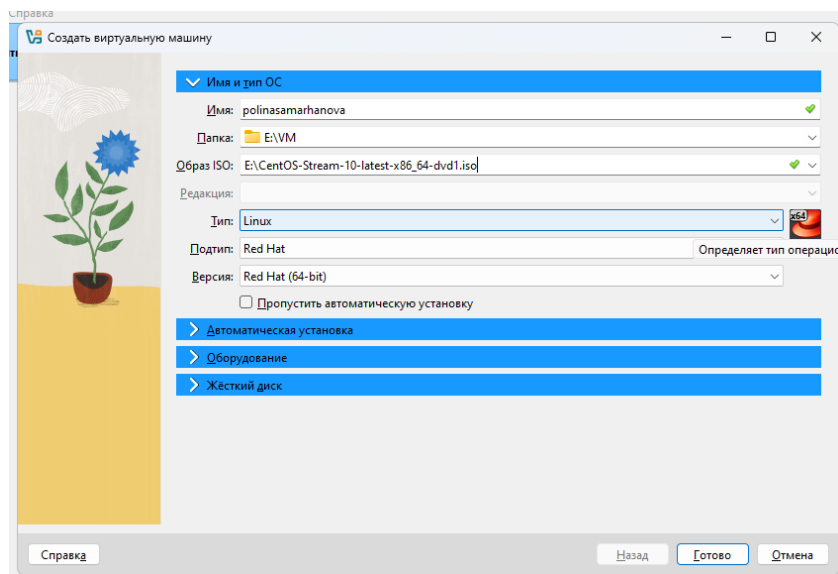 Справка
Создать виртуальную машину
Имя и тип ОС
Имя: polinasamarhanova
Папка: E:\VM
Образ ISO: E:\CentOS-Stream-10-latest-x86_64-dvd1.iso
Редакция:
Тип: Linux
x64
Подтип: Red Hat
Определяет тип операцио
Версия: Red Hat (64-bit)
Пропустить автоматическую установку
Автоматическая установка
Оборудование
Жёсткий диск
Справка Назад Готово Отмена